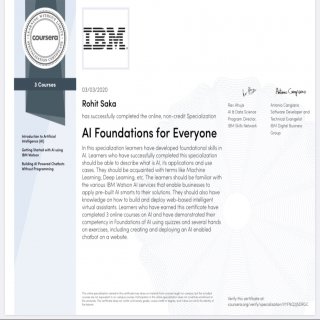 coursera
IBM
3 Courses
Introduction to Artificial
Intelligence (AI)
Getting Started with AI using
IBM Watson
Building AI Powered Chatbots
Without Programming
03/03/2020
Rohit Saka
has successfully completed the online, non-credit Specialization
AI Foundations for Everyone
In this specialization learners have developed foundational skills in
AI. Learners who have successfully completed this specialization
should be able to describe what is AI, its applications and use
cases. They should be acquainted with terms like Machine
Learning, Deep Learning, etc. The learners should be familiar with
the various IBM Watson AI services that enable businesses to
apply pre-built AI smarts to their solutions. They should also have
knowledge on how to build and deploy web-based intelligent
virtual assistants. Learners who earned this certificate have
completed 3 online courses on AI and have demonstrated their
competency in Foundations of AI using quizzes and several hands
on exercises, including creating and deploying an AI enabled
chatbot on a website.
Rav Ahuja
AI & Data Science
Program Director,
IBM Skills Network
Antonio Cangiano
Software Developer and
Technical Evangelist
IBM Digital Business
Group
Verify this certificate at:
coursera.org/verify/specialization/